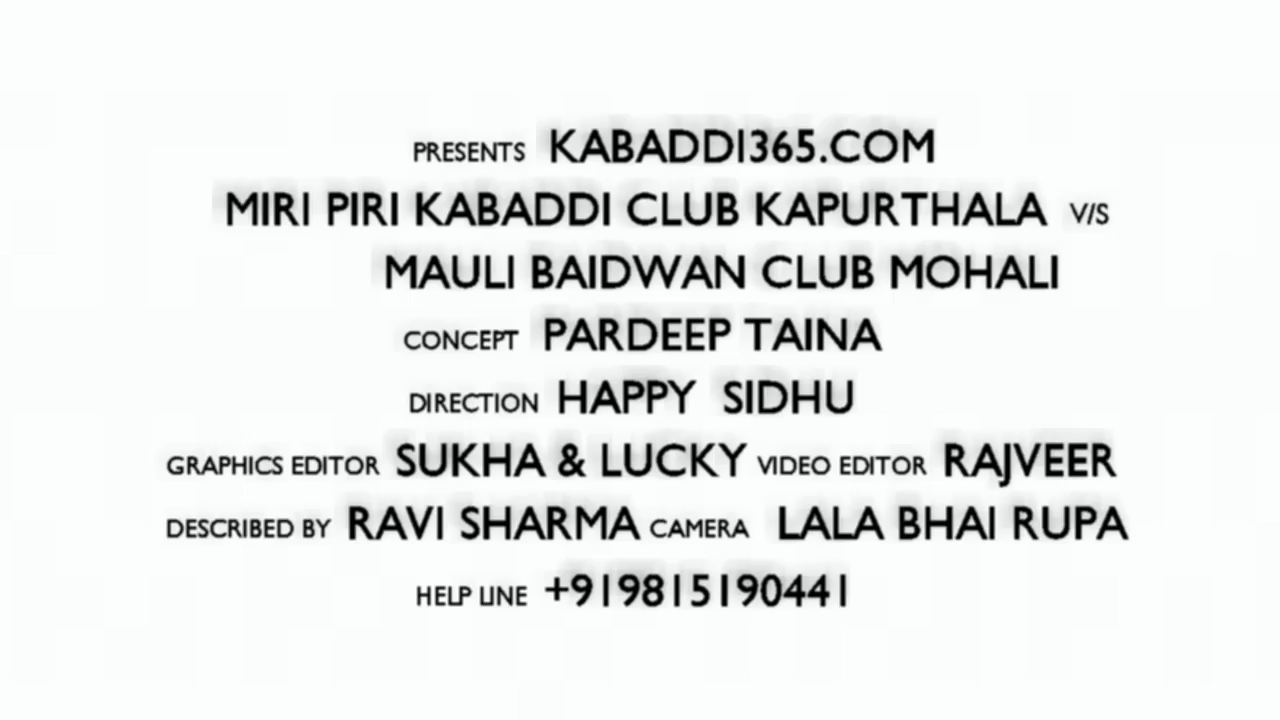 PRESENTS KABADDI365.COM
MIRI PIRI KABADDI CLUB KAPURTHALA V/S
MAULI BAIDWAN CLUB MOHALI
CONCEPT PARDEEP TAINA
DIRECTION HAPPY SIDHU
GRAPHICS EDITOR SUKHA & LUCKY VIDEO EDITOR RAJVEER
DESCRIBED BY RAVI SHARMA CAMERA LALA BHAI RUPA
HELP LINE +919815190441